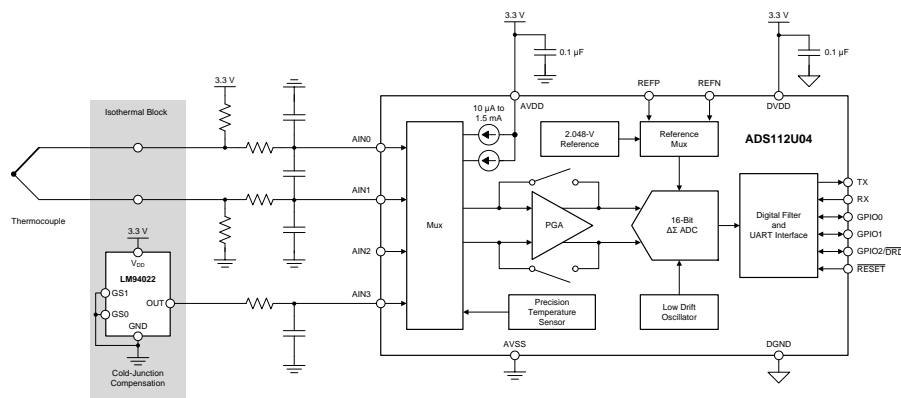 3.3 V
3.3 V
0.1 μF
0.1 μF
3.3 V
Isothermal Block
10 μA to
1.5 mA
AVDD
REFP
REFN
DVDD
AIN0
2.048-V
Reference
Reference
Mux
ADS112U04
AIN1
Thermocouple
Mux
PGA
16-Bit
ΔΣ ADC
Digital Filter
and
UART Interface
TX
RX
GPIO0
GPIO1
GPIO2/DRDY
RESET
3.3 V
VDD
LM94022
GS1
GS0
OUT
GND
AIN2
AIN3
Precision
Temperature
Sensor
Low Drift
Oscillator
AVSS
DGND
Cold-Junction
Compensation